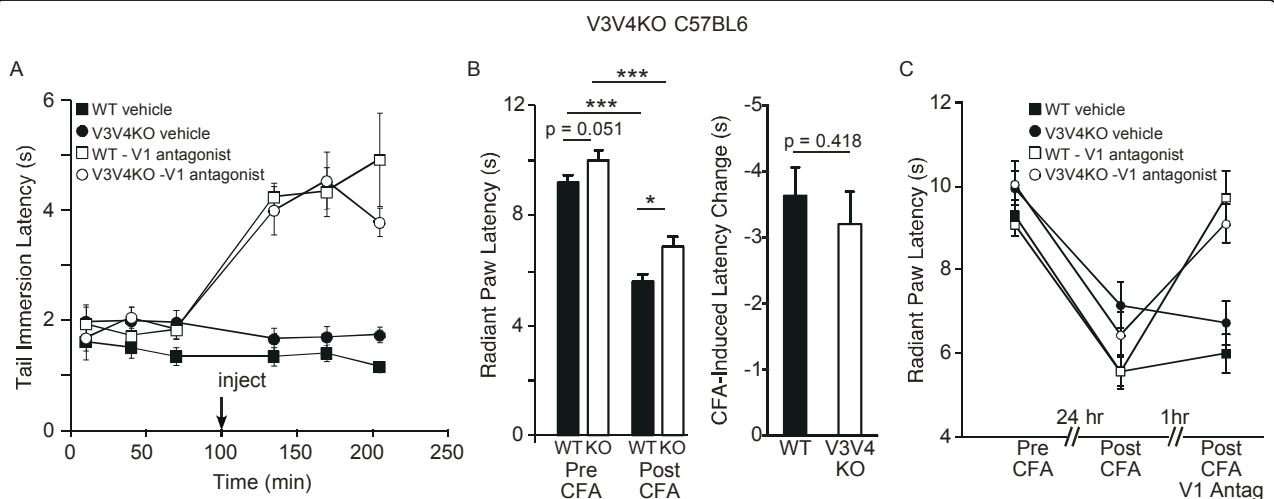 V3V4KO C57BL6
A
Tail Immersion Latency (s)
6
4
2
0
WT vehicle
V3V4KO vehicle
WT - V1 antagonist
V3V4KO -V1 antagonist
inject
0 50 100 150 200 250
Time (min)
B
Radiant Paw Latency (s)
12
8
4
0
***
***
p = 0.051
*
WT KO WT KO
Pre Post
CFA CFA
CFA-Induced Latency Change (s)
-5
-4
-3
-2
-1
0
p = 0.418
WT V3V4
KO
C
Radiant Paw Latency (s)
12
10
8
6
4
WT vehicle
V3V4KO vehicle
WT - V1 antagonist
V3V4KO -V1 antagonist
24 hr 1hr
Pre Post Post
CFA CFA CFA
V1 Antag